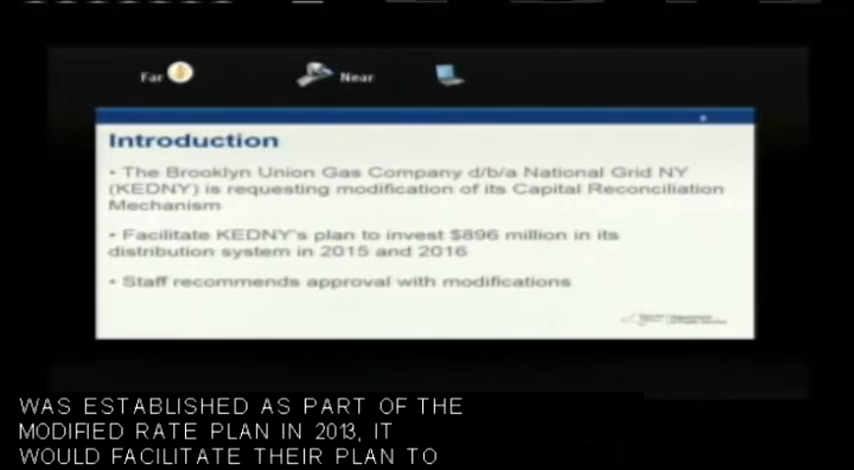 Far
Near
Introduction
• The Brooklyn Union Gas Company d/b/a National Grid NY
(KEDNY) is requesting modification of its Capital Reconciliation
Mechanism
• Facilitate KEDNY's plan to invest $896 million in its
distribution system in 2015 and 2016
• Staff recommends approval with modifications
WAS ESTABLISHED AS PART OF THE
MODIFIED RATE PLAN IN 2013, IT
WOULD FACILITATE THEIR PLAN TO